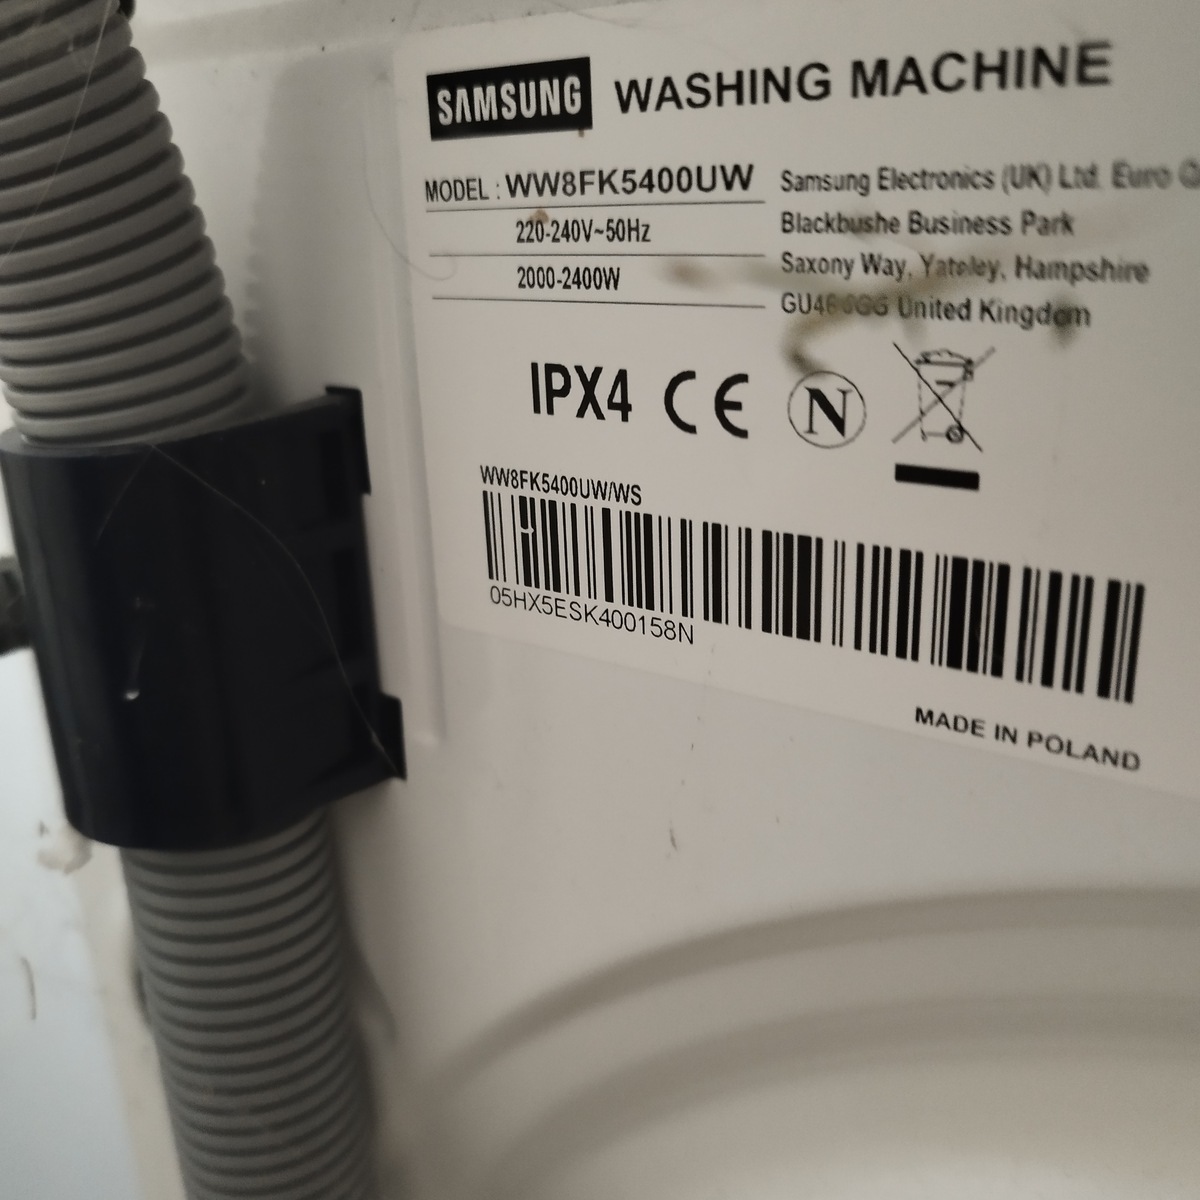 SAMSUNG WASHING MACHINE
MODEL : WW8FK5400UW
220-240V~50Hz
2000-2400W
Samsung Electronics (UK) Ltd. Euro
Blackbushe Business Park
Saxony Way, Yateley, Hampshire
United Kingdom
IPX4 CE N
WW8FK5400UW/WS
05HX5ESK400158N
MADE IN POLAND